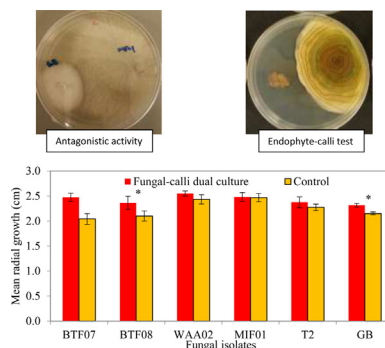 Antagonistic activity
Endophyte-calli test
Fungal-calli dual culture
Control
Mean radial growth (cm)
3.0
2.5
2.0
1.5
1.0
0.5
0.0
*
*
BTF07 BTF08 WAA02 MIF01 T2 GB
Fungal isolates